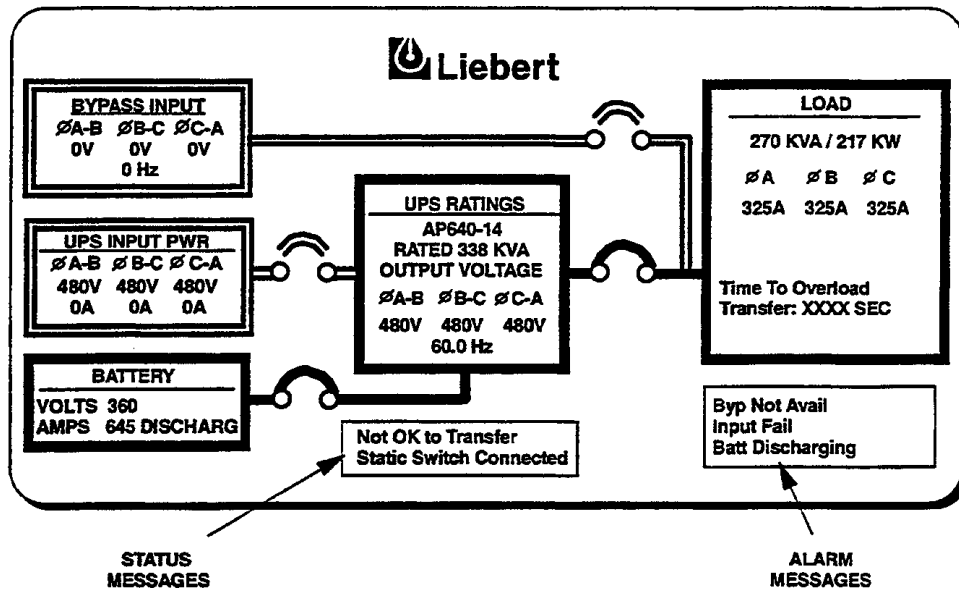 Liebert
BYPASS INPUT
ØA-B ØB-C ØC-A
0V 0V 0V
0 Hz
UPS INPUT PWR
ØA-B ØB-C ØC-A
480V 480V 480V
0A 0A 0A
BATTERY
VOLTS 360
AMPS 645 DISCHARG
UPS RATINGS
AP640-14
RATED 338 KVA
OUTPUT VOLTAGE
ØA-B ØB-C ØC-A
480V 480V 480V
60.0 Hz
LOAD
270 KVA / 217 KW
ØA ØB ØC
325A 325A 325A
Time To Overload
Transfer: XXXX SEC
Not OK to Transfer
Static Switch Connected
Byp Not Avail
Input Fail
Batt Discharging
STATUS
MESSAGES
ALARM
MESSAGES